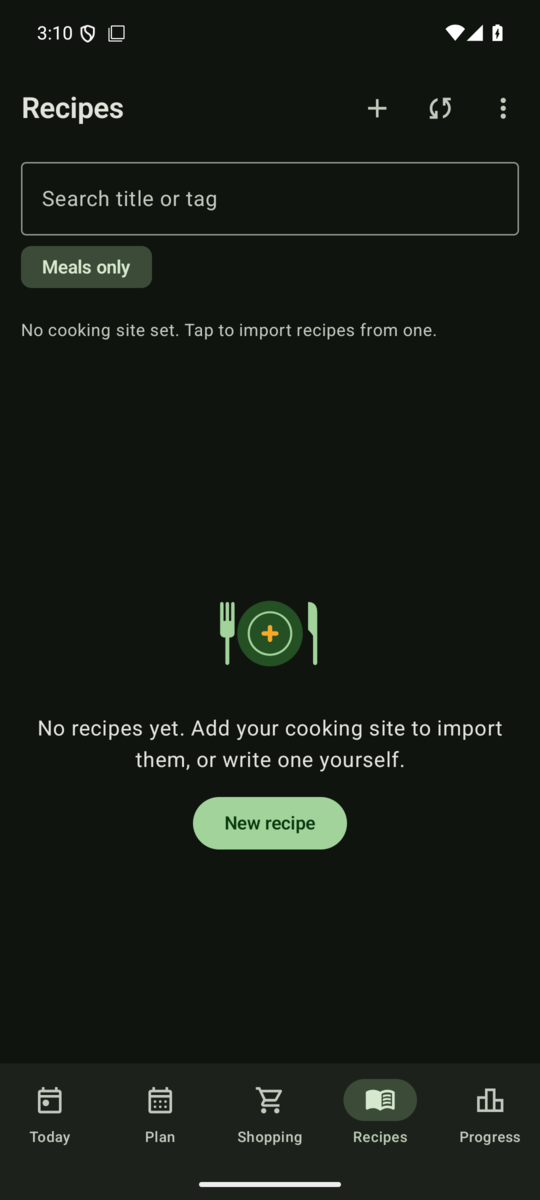 3:10
Recipes
Search title or tag
Meals only
No cooking site set. Tap to import recipes from one.
No recipes yet. Add your cooking site to import
them, or write one yourself.
New recipe
Today
Plan
Shopping
Recipes
Progress